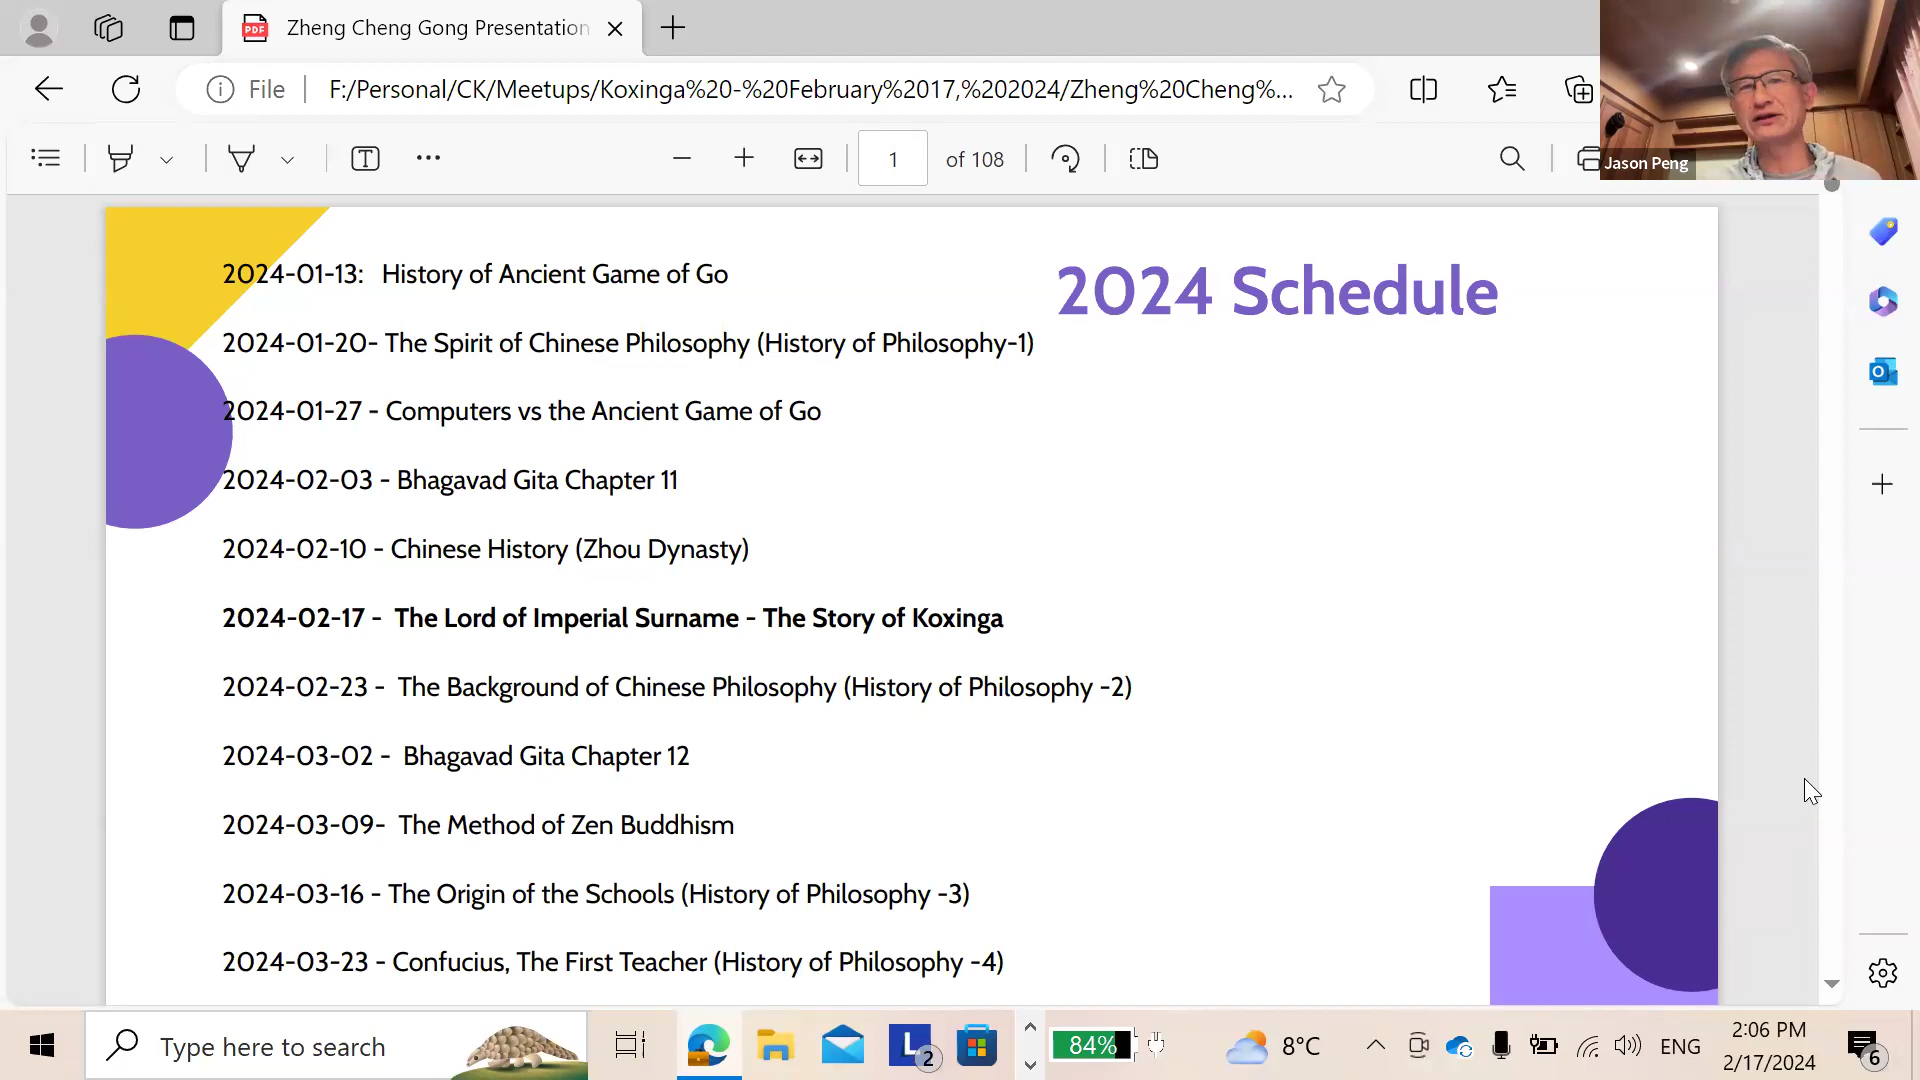 PDF
Zheng Cheng Gong Presentation
File
F:/Personal/CK/Meetups/Koxinga%20-%20February%2017,%202024/Zheng%20Cheng%...
1 of 108
Jason Peng
2024 Schedule
2024-01-13: History of Ancient Game of Go
2024-01-20- The Spirit of Chinese Philosophy (History of Philosophy-1)
2024-01-27 - Computers vs the Ancient Game of Go
2024-02-03 - Bhagavad Gita Chapter 11
2024-02-10 - Chinese History (Zhou Dynasty)
2024-02-17 - The Lord of Imperial Surname - The Story of Koxinga
2024-02-23 - The Background of Chinese Philosophy (History of Philosophy -2)
2024-03-02 - Bhagavad Gita Chapter 12
2024-03-09- The Method of Zen Buddhism
2024-03-16 - The Origin of the Schools (History of Philosophy -3)
2024-03-23 - Confucius, The First Teacher (History of Philosophy -4)
Type here to search
L
2
84%
8°C
ENG
2:06 PM
2/17/2024
6